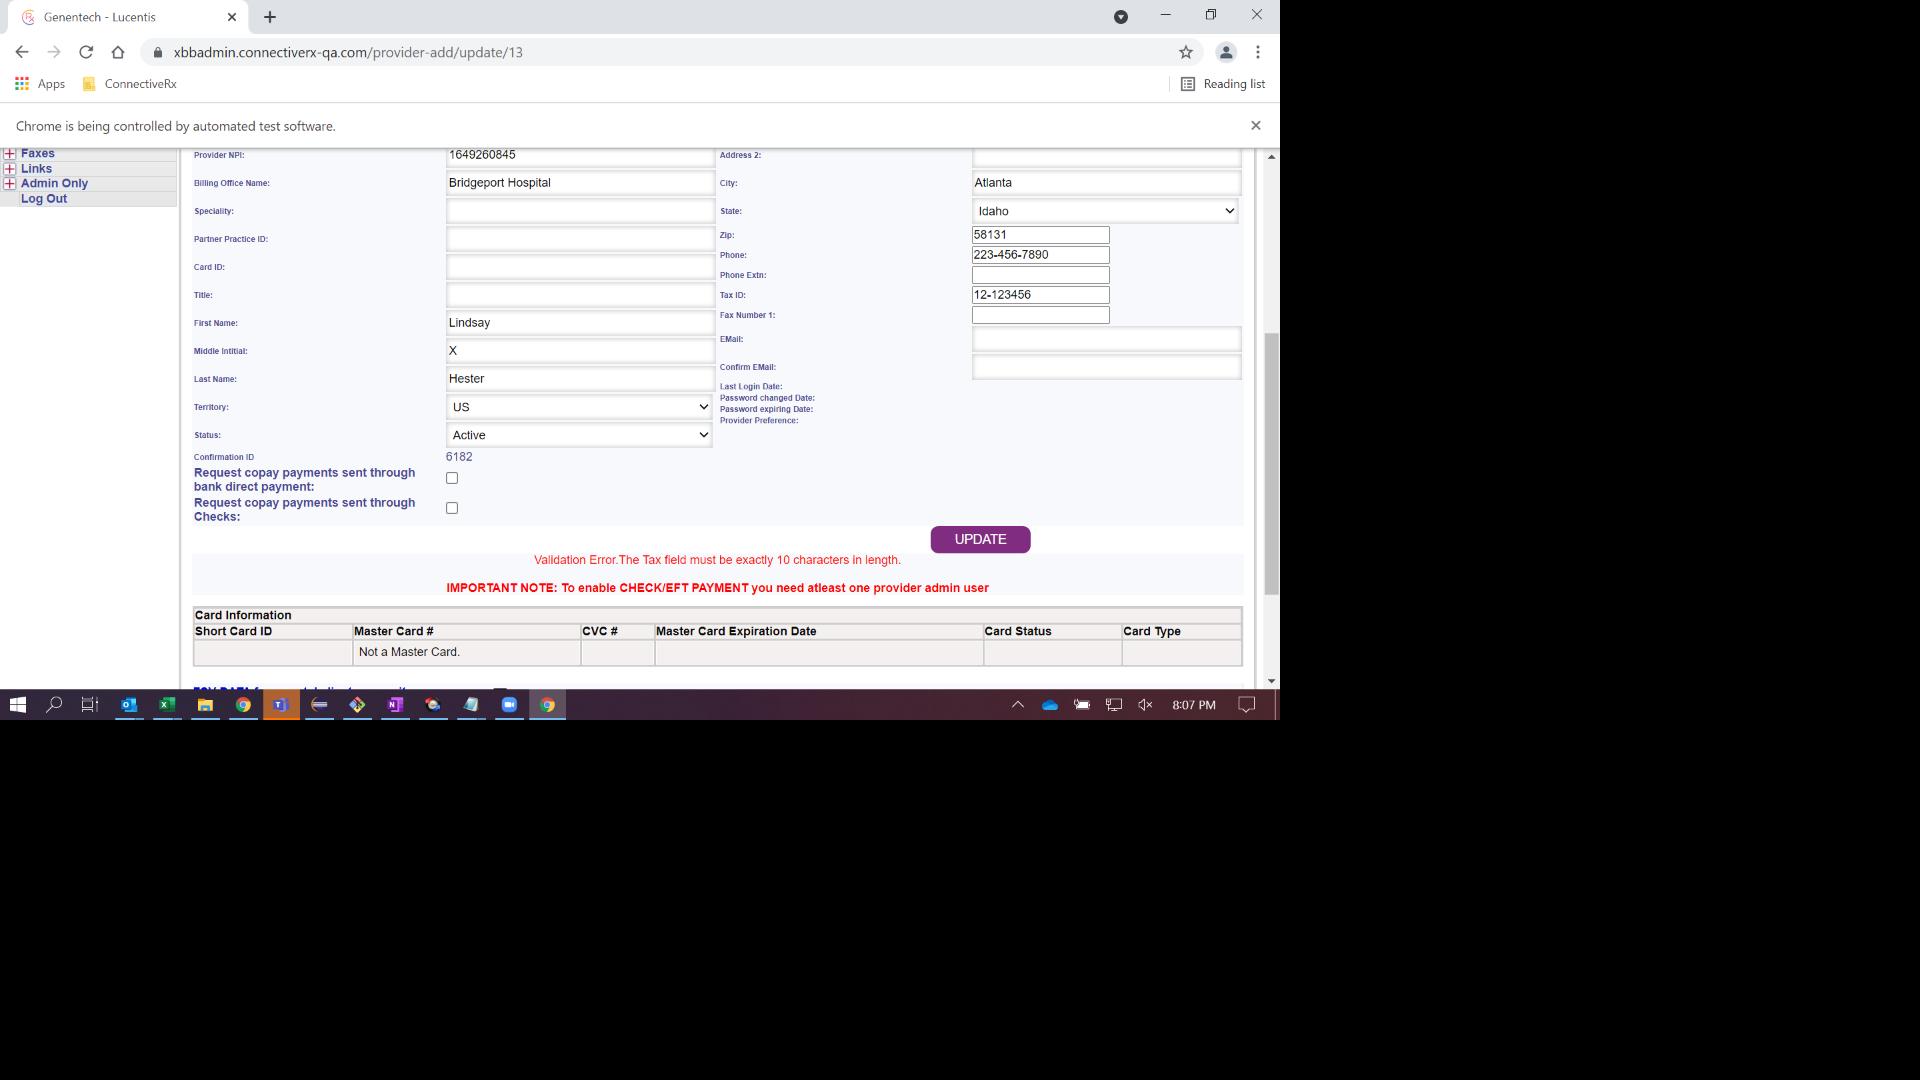 Genentech - Lucentis
xbbadmin.connectiverx-qa.com/provider-add/update/13
Apps
ConnectiveRx
Reading list
Chrome is being controlled by automated test software.
Faxes
Links
Admin Only
Log Out
Provider NPI: 1649260845 Address 2:
Billing Office Name: Bridgeport Hospital City: Atlanta
Speciality: State: Idaho
Partner Practice ID: Zip: 58131
Phone: 223-456-7890
Card ID: Phone Extn:
Title: Tax ID: 12-123456
First Name: Lindsay Fax Number 1:
Middle Intitial: X EMail:
Last Name: Hester Confirm EMail:
Last Login Date:
Password changed Date:
Territory: US Password expiring Date:
Provider Preference:
Status: Active
Confirmation ID 6182
Request copay payments sent through
bank direct payment:
Request copay payments sent through
Checks:
UPDATE
Validation Error.The Tax field must be exactly 10 characters in length.
IMPORTANT NOTE: To enable CHECK/EFT PAYMENT you need atleast one provider admin user
Card Information
Short Card ID Master Card # CVC # Master Card Expiration Date Card Status Card Type
Not a Master Card.
8:07 PM